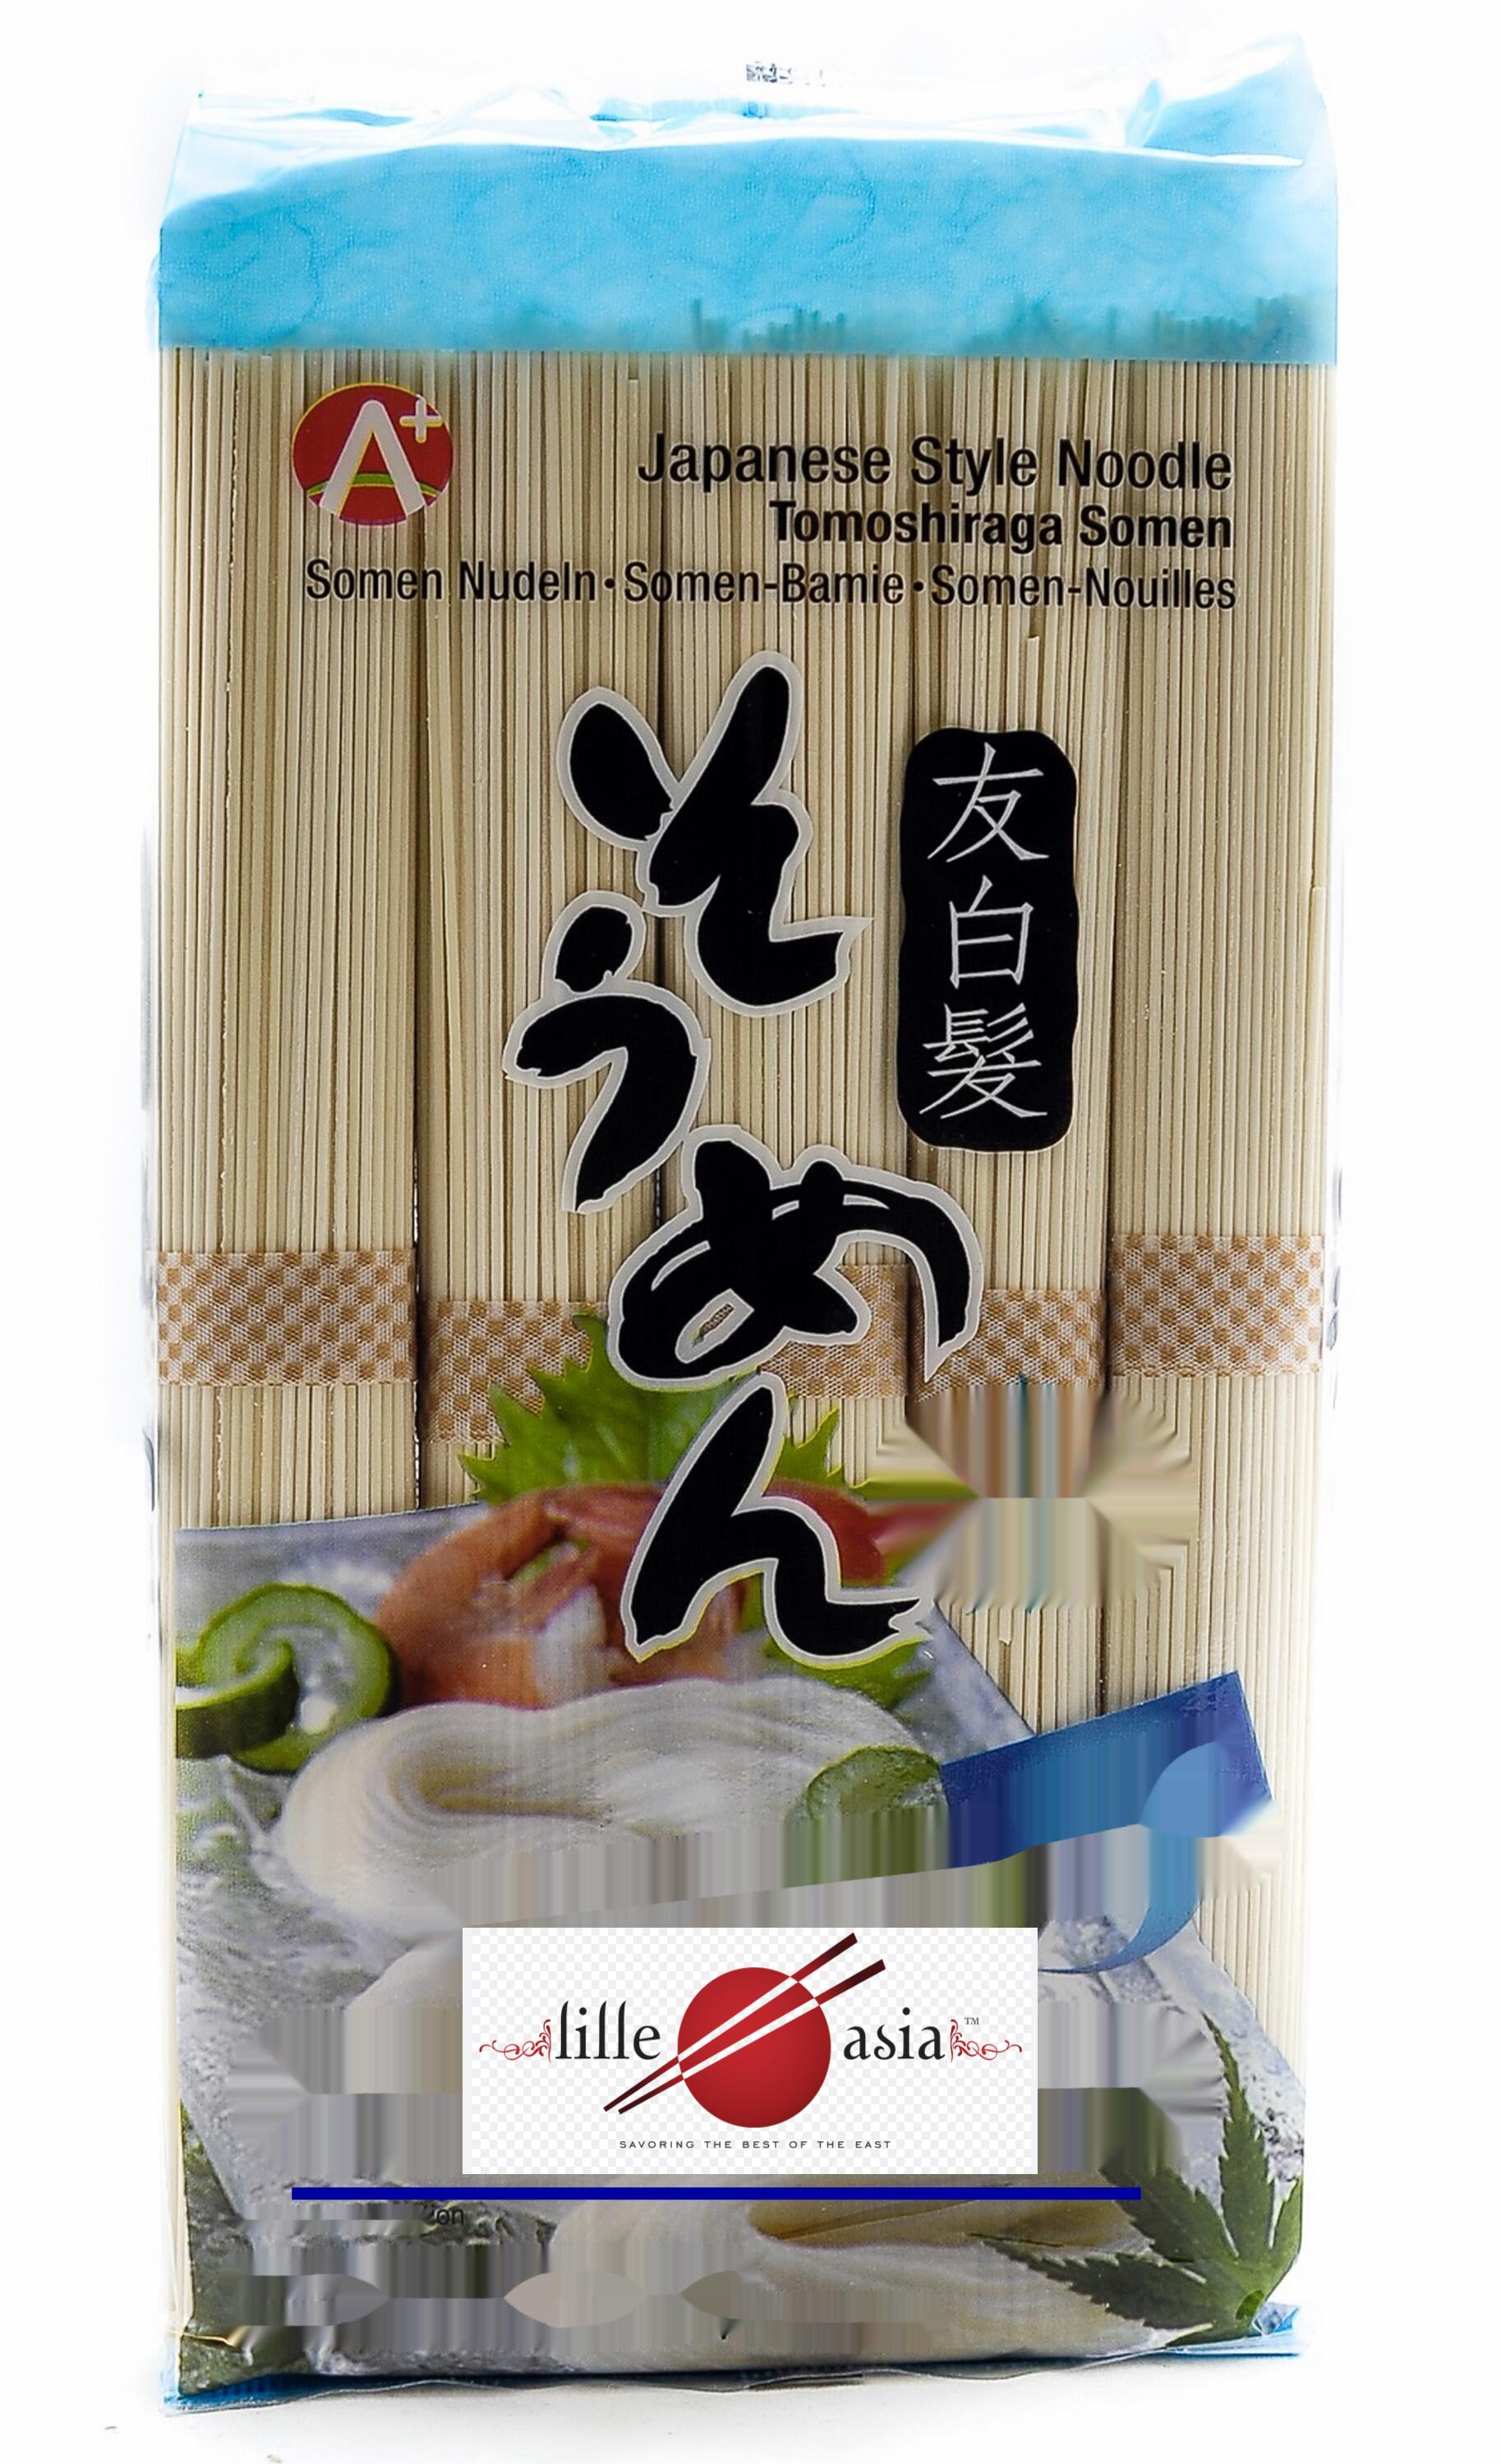 A+
Japanese Style Noodle
Tomoshiraga Somen
Somen Nudeln•Somen-Bamie•Somen-Nouilles
そうめん
友白髪
lille asia™
SAVORING THE BEST OF THE EAST
on